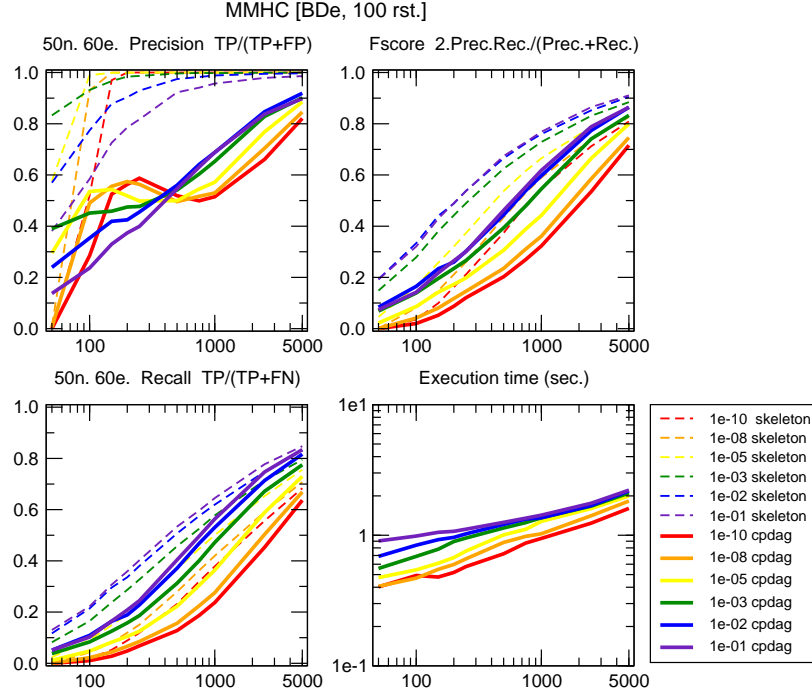 MMHC [BDe, 100 rst.]
50n. 60e. Precision TP/(TP+FP)
Fscore 2.Prec.Rec./(Prec.+Rec.)
1.0
0.8
0.6
0.4
0.2
0.0
100
1000
5000
1.0
0.8
0.6
0.4
0.2
0.0
100
1000
5000
50n. 60e. Recall TP/(TP+FN)
Execution time (sec.)
1.0
0.8
0.6
0.4
0.2
0.0
100
1000
5000
1e1
1
1e-1
100
1000
5000
1e-10 skeleton
1e-08 skeleton
1e-05 skeleton
1e-03 skeleton
1e-02 skeleton
1e-01 skeleton
1e-10 cpdag
1e-08 cpdag
1e-05 cpdag
1e-03 cpdag
1e-02 cpdag
1e-01 cpdag